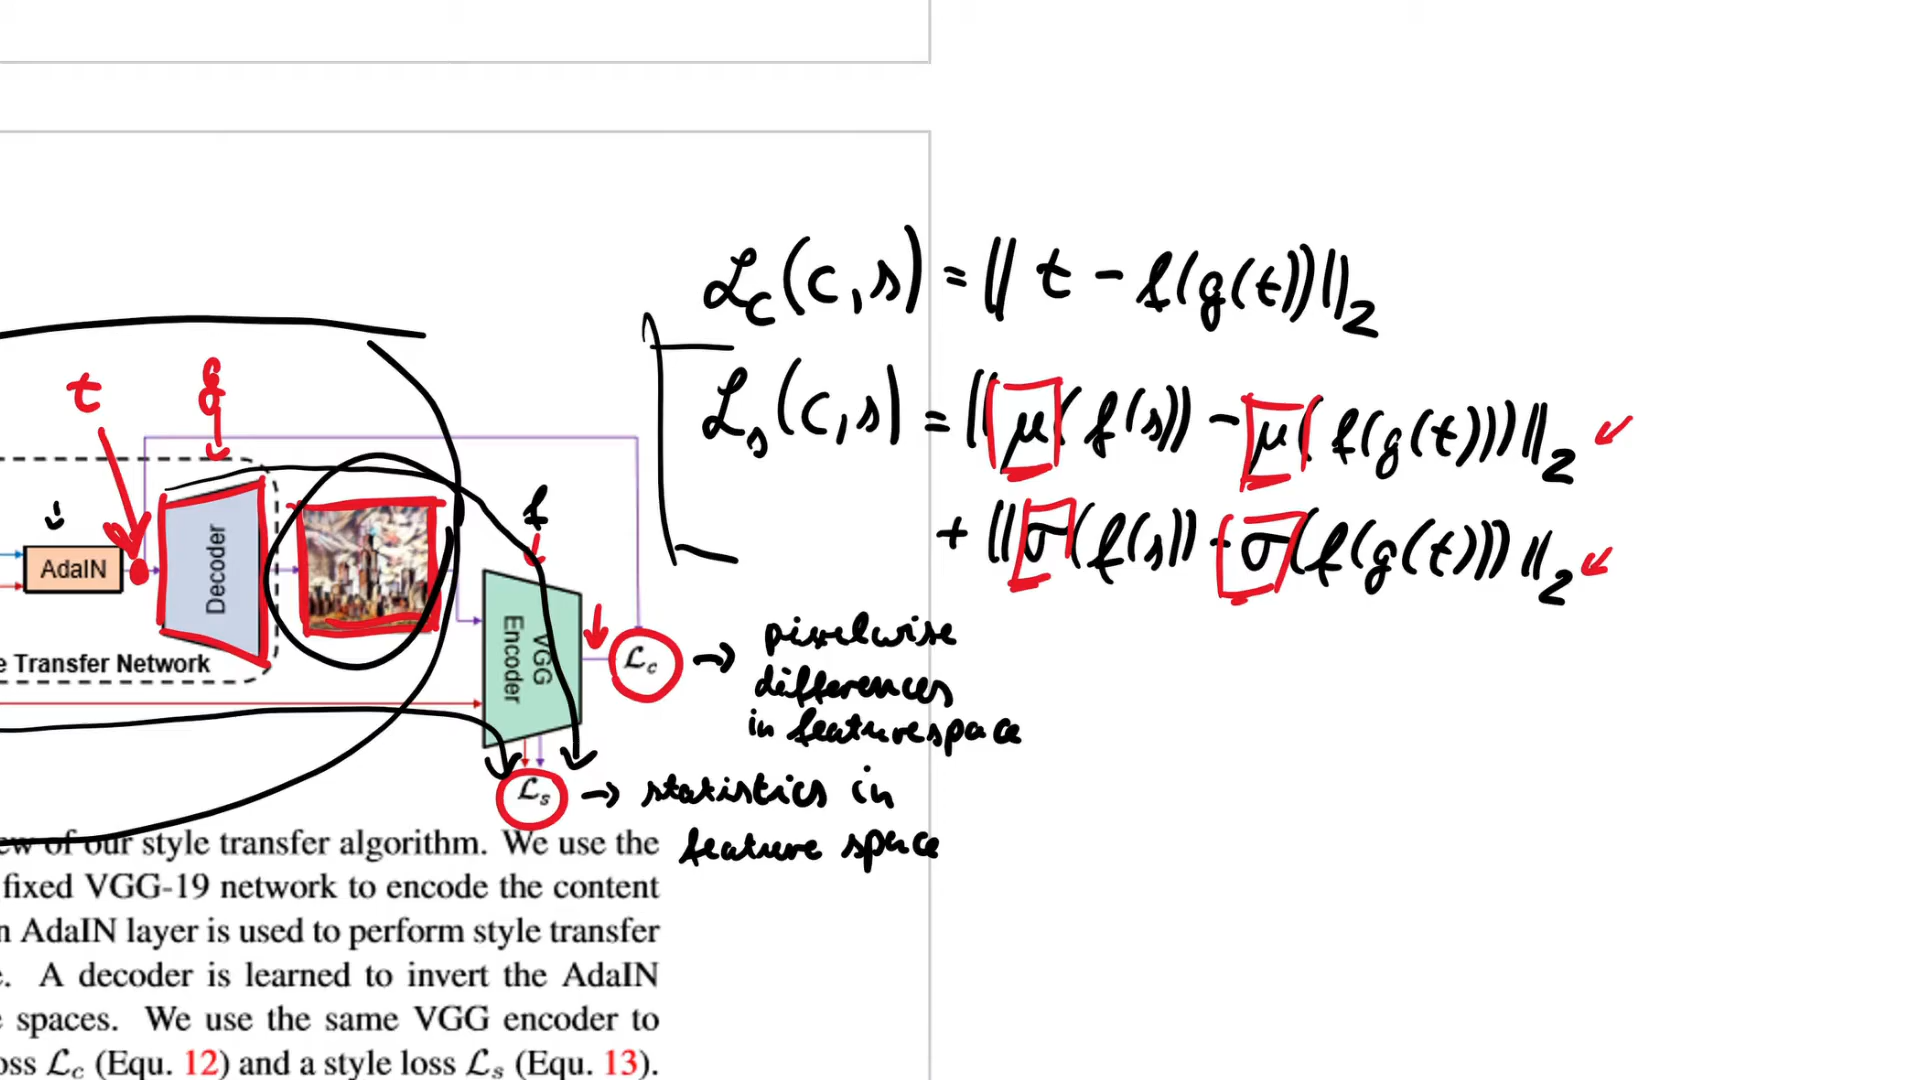 ℒc(c,s) = || t - f(g(t))||₂
ℒs(c,s) = ||μ(f(s)) - μ(f(g(t)))||₂
+ ||σ(f(s)) - σ(f(g(t)))||₂
t
g
f
AdaIN
Decoder
VGG
Encoder
e Transfer Network
ℒc → pixelwise
differences
in featurespace
ℒs → statistics in
feature space
ew of our style transfer algorithm. We use the
fixed VGG-19 network to encode the content
n AdaIN layer is used to perform style transfer
e. A decoder is learned to invert the AdaIN
e spaces. We use the same VGG encoder to
oss ℒc (Equ. 12) and a style loss ℒs (Equ. 13).